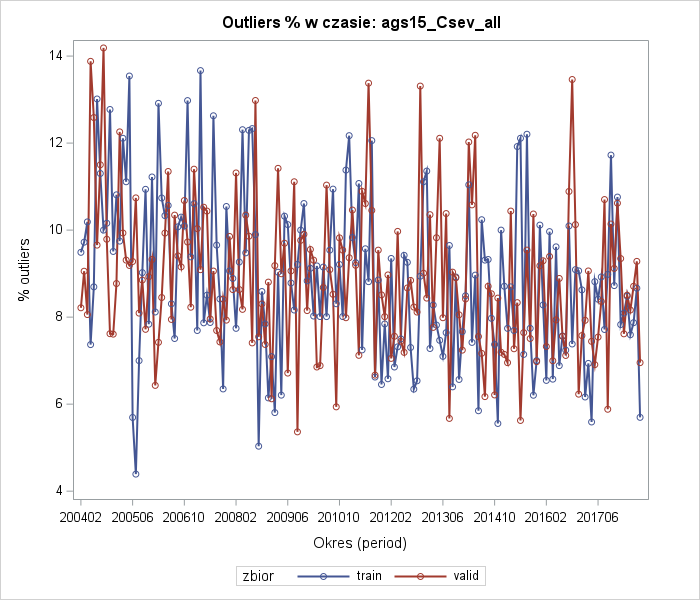 Outliers % w czasie: ags15_Csev_all
14
12
10
8
6
4
% outliers
200402 200506 200610 200802 200906 201010 201202 201306 201410 201602 201706
Okres (period)
zbior train valid